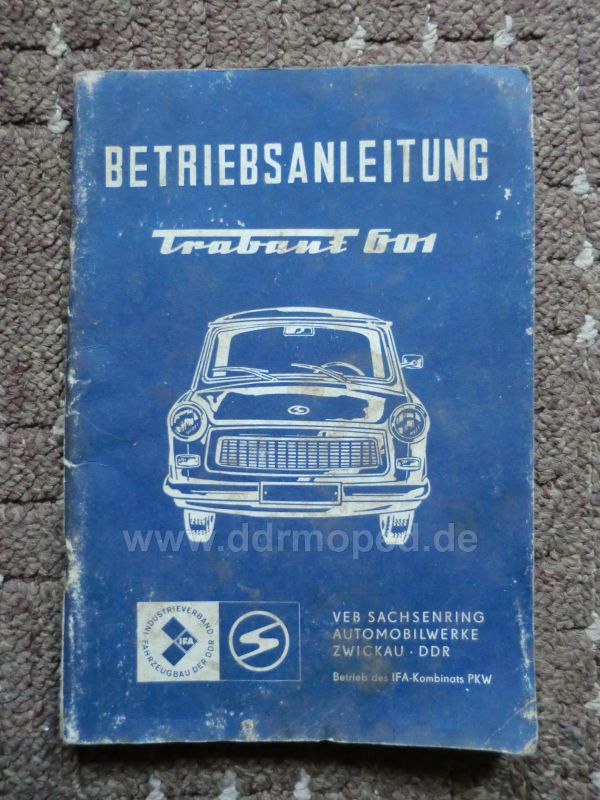 BETRIEBSANLEITUNG
Trabant 601
www.ddrmoped.de
INDUSTRIEVERBAND
FAHRZEUGBAU DER DDR
IFA
S
VEB SACHSENRING
AUTOMOBILWERKE
ZWICKAU · DDR
Betrieb des IFA-Kombinats PKW